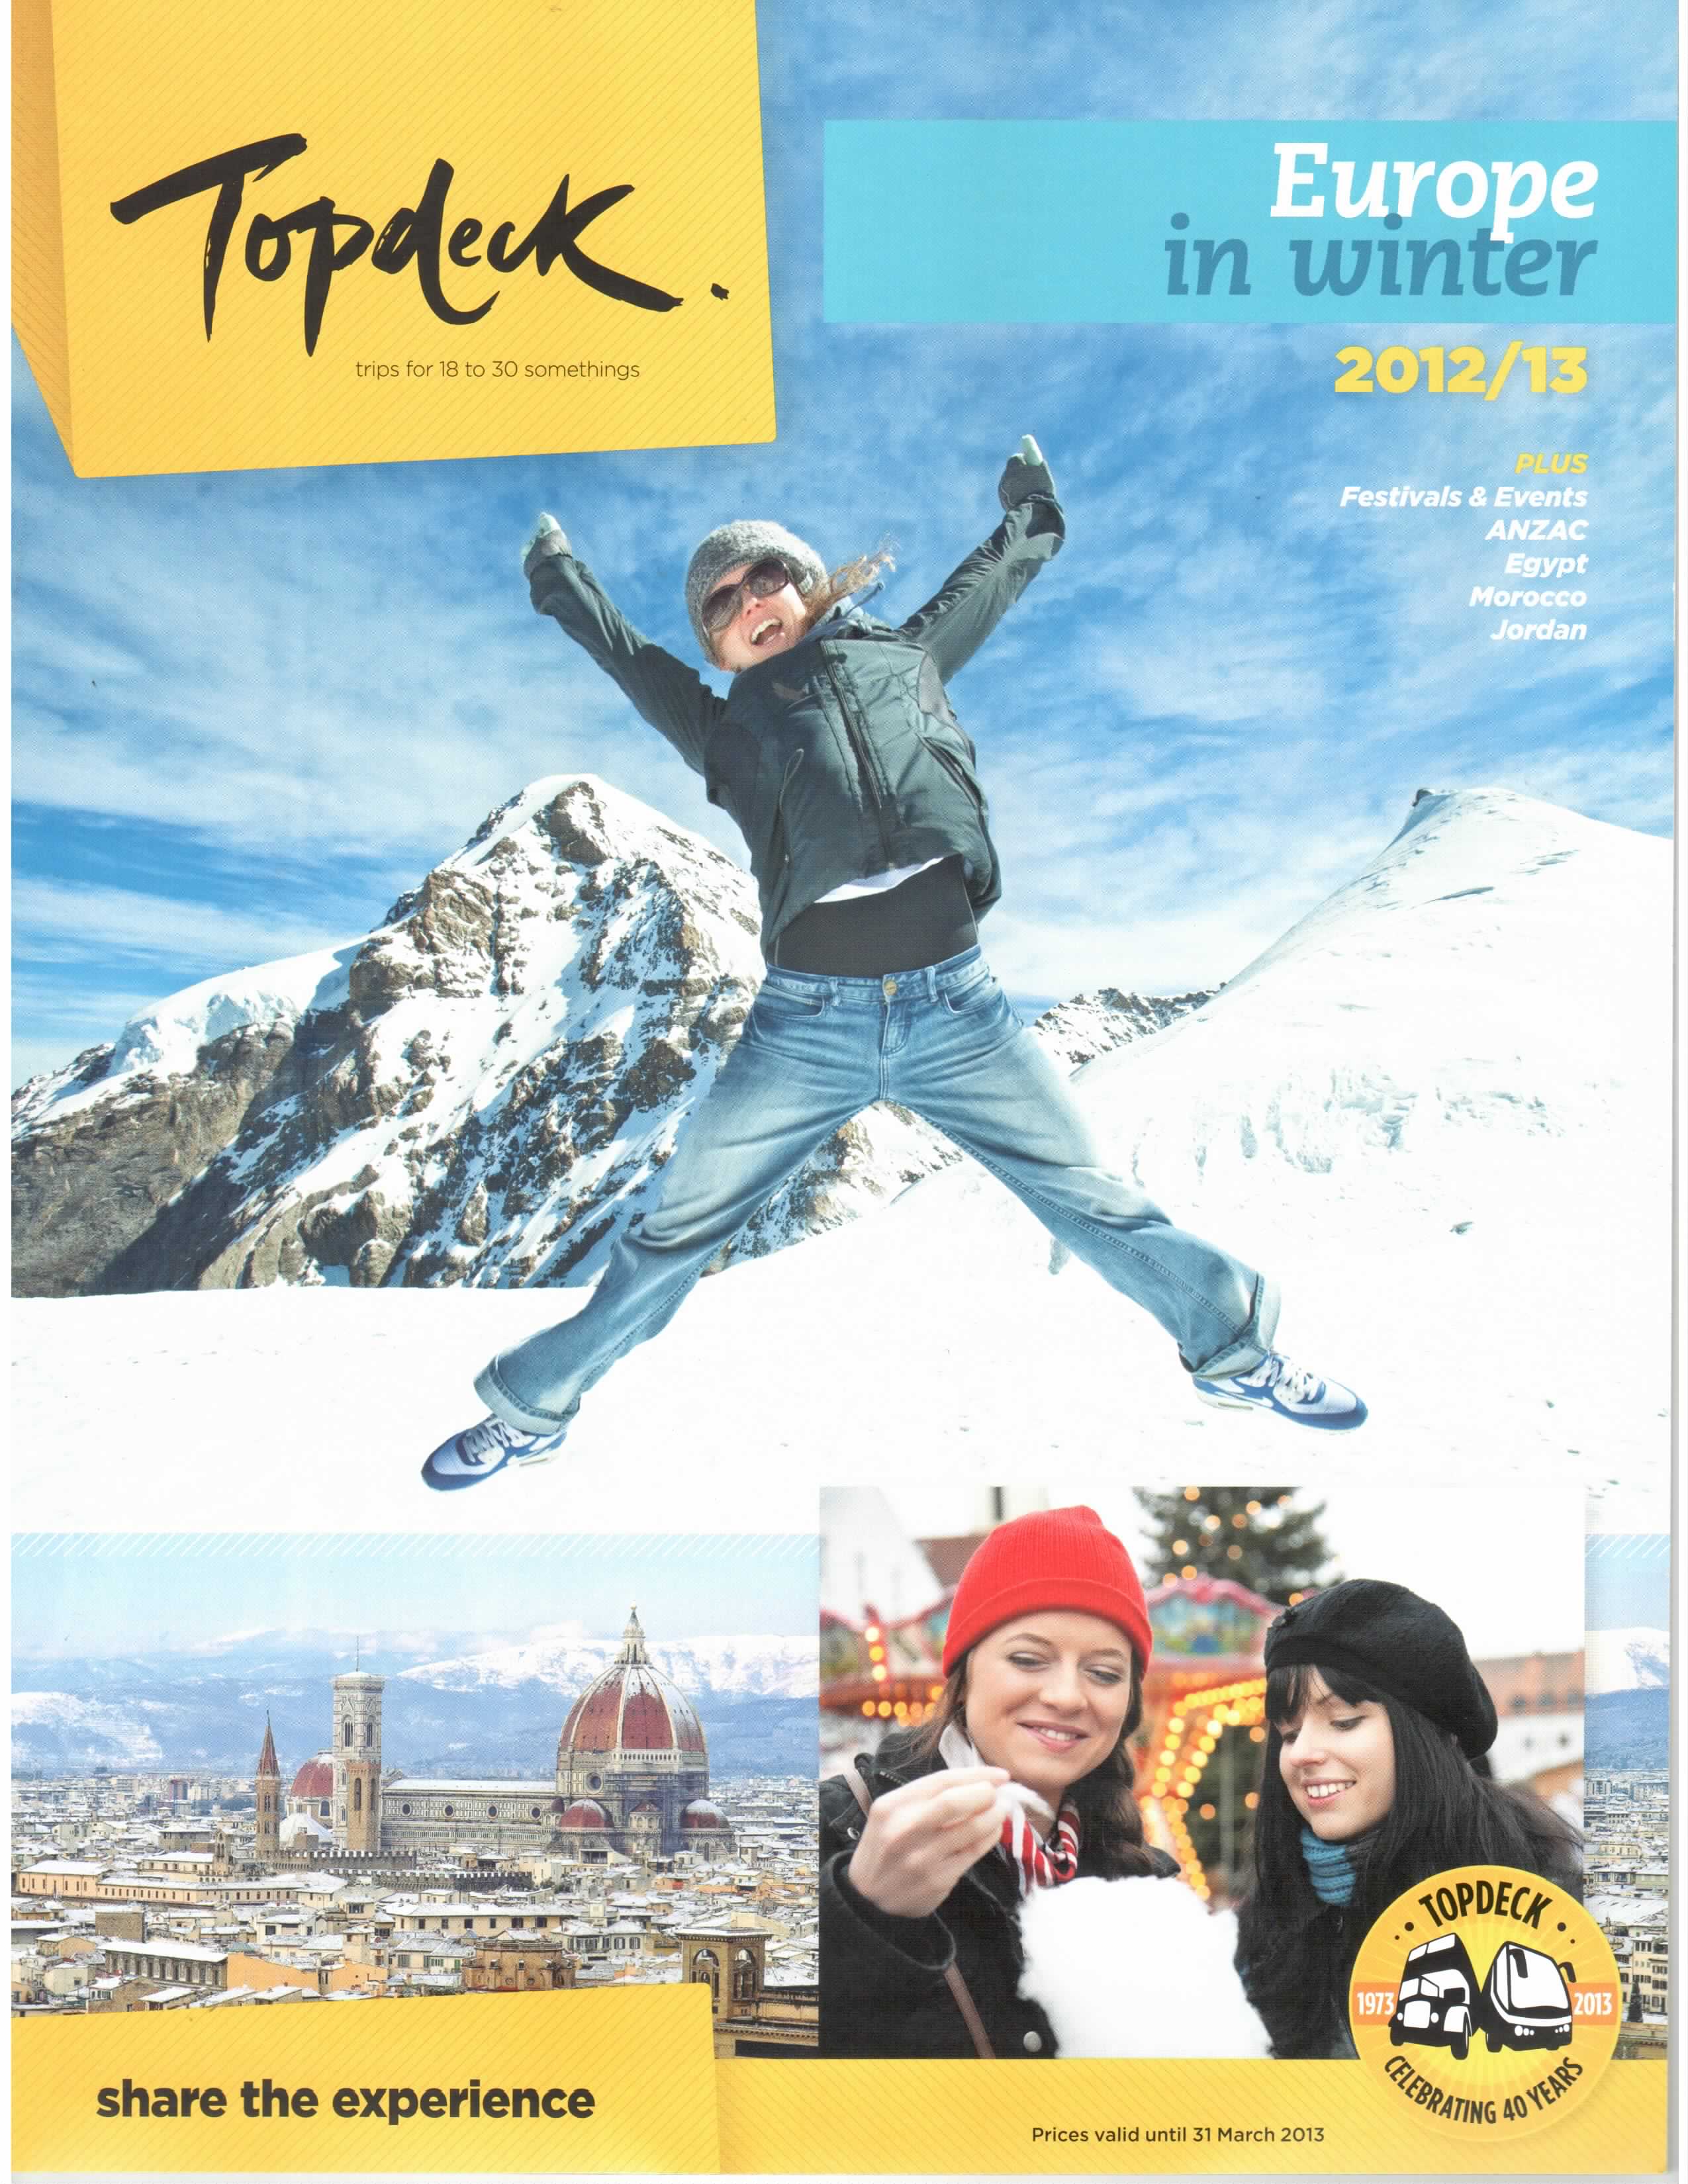 Topdeck.
trips for 18 to 30 somethings
Europe
in winter
2012/13
PLUS
Festivals & Events
ANZAC
Egypt
Morocco
Jordan
share the experience
Prices valid until 31 March 2013
TOPDECK
1973 2013
CELEBRATING 40 YEARS